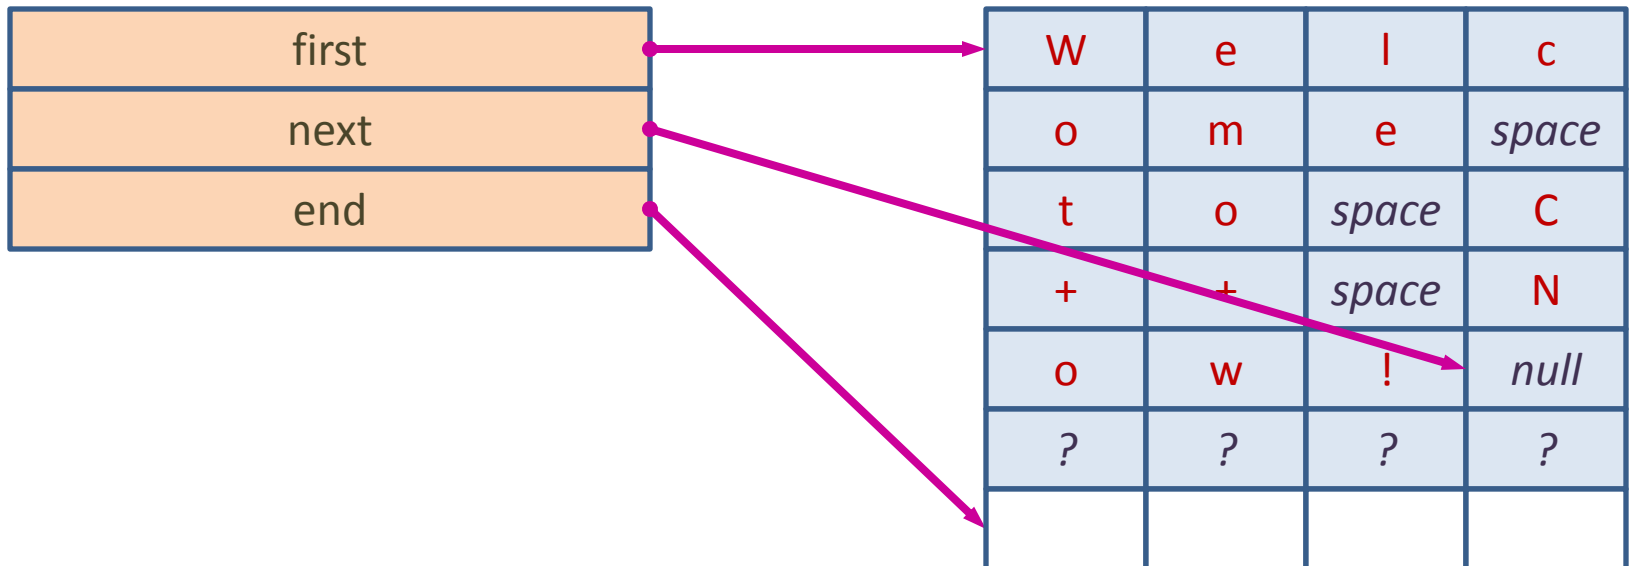 first W e l c
next o m e space
end t o space C
+ + space N
o w ! null
? ? ? ?